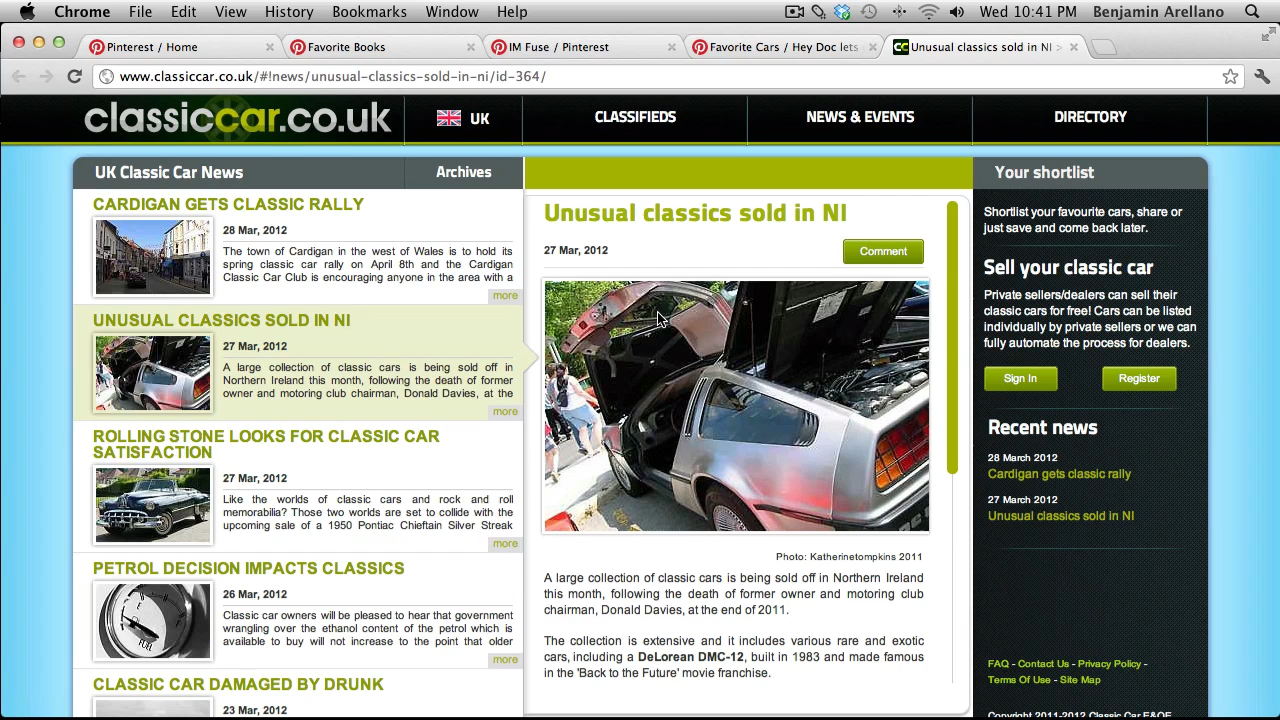 Chrome File Edit View History Bookmarks Window Help Wed 10:41 PM Benjamin Arellano
Pinterest / Home
Favorite Books
IM Fuse / Pinterest
Favorite Cars / Hey Doc lets
Unusual classics sold in NI >
www.classiccar.co.uk/#!news/unusual-classics-sold-in-ni/id-364/
classiccar.co.uk
UK
CLASSIFIEDS
NEWS & EVENTS
DIRECTORY
UK Classic Car News
Archives
CARDIGAN GETS CLASSIC RALLY
28 Mar, 2012
The town of Cardigan in the west of Wales is to hold its
spring classic car rally on April 8th and the Cardigan
Classic Car Club is encouraging anyone in the area with a
more
UNUSUAL CLASSICS SOLD IN NI
27 Mar, 2012
A large collection of classic cars is being sold off in
Northern Ireland this month, following the death of former
owner and motoring club chairman, Donald Davies, at the
more
ROLLING STONE LOOKS FOR CLASSIC CAR
SATISFACTION
27 Mar, 2012
Like the worlds of classic cars and rock and roll
memorabilia? Those two worlds are set to collide with the
upcoming sale of a 1950 Pontiac Chieftain Silver Streak
more
PETROL DECISION IMPACTS CLASSICS
26 Mar, 2012
Classic car owners will be pleased to hear that government
wrangling over the ethanol content of the petrol which is
available to buy will not increase to the point that older
more
CLASSIC CAR DAMAGED BY DRUNK
23 Mar, 2012
Unusual classics sold in NI
27 Mar, 2012
Comment
Photo: Katherinetompkins 2011
A large collection of classic cars is being sold off in Northern Ireland
this month, following the death of former owner and motoring club
chairman, Donald Davies, at the end of 2011.
The collection is extensive and it includes various rare and exotic
cars, including a DeLorean DMC-12, built in 1983 and made famous
in the 'Back to the Future' movie franchise.
Your shortlist
Shortlist your favourite cars, share or
just save and come back later.
Sell your classic car
Private sellers/dealers can sell their
classic cars for free! Cars can be listed
individually by private sellers or we can
fully automate the process for dealers.
Sign In
Register
Recent news
28 March 2012
Cardigan gets classic rally
27 March 2012
Unusual classics sold in NI
FAQ - Contact Us - Privacy Policy -
Terms Of Use - Site Map
Copyright 2011-2012 Classic Car E&OE